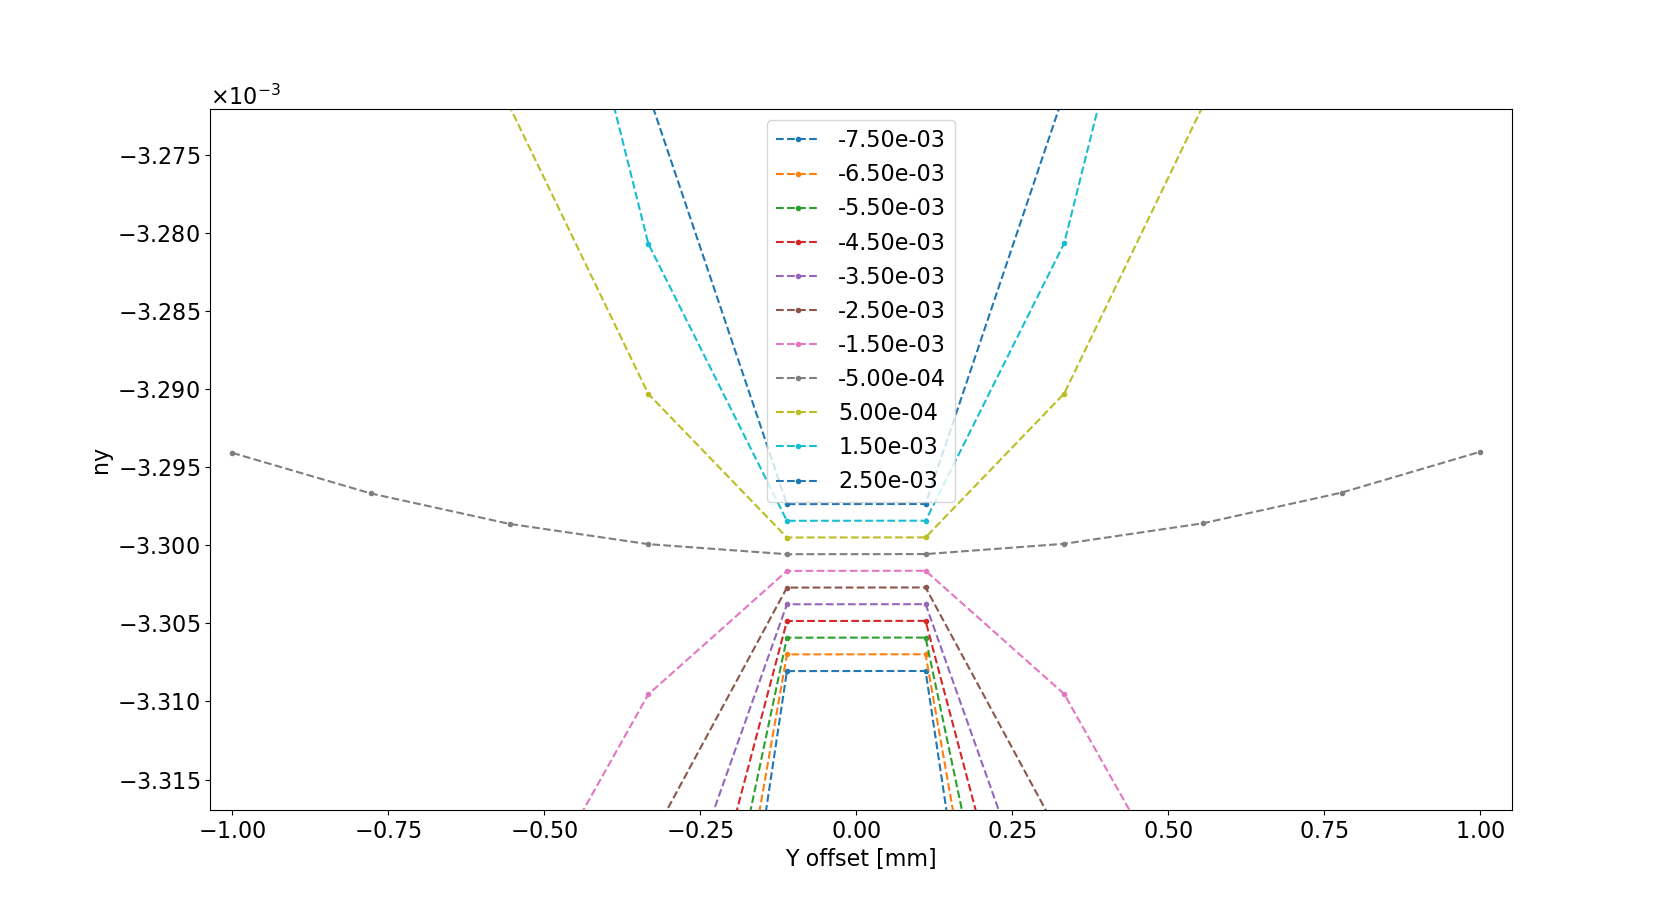 ×10⁻³
−3.275
−3.280
−3.285
−3.290
−3.295
−3.300
−3.305
−3.310
−3.315
ny
-7.50e-03
-6.50e-03
-5.50e-03
-4.50e-03
-3.50e-03
-2.50e-03
-1.50e-03
-5.00e-04
5.00e-04
1.50e-03
2.50e-03
−1.00 −0.75 −0.50 −0.25 0.00 0.25 0.50 0.75 1.00
Y offset [mm]